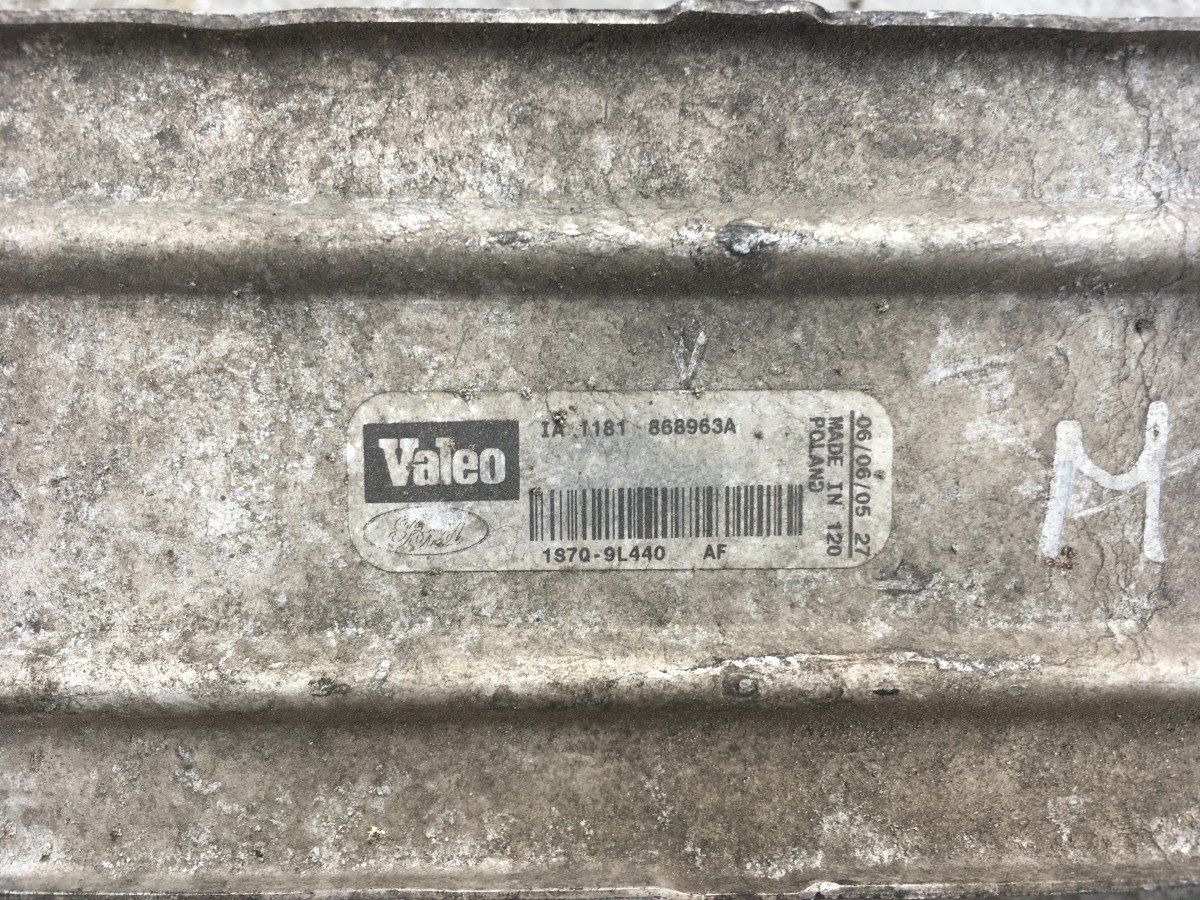 V
IA 1181 868963A
Valeo
Ford
1S7Q-9L440 AF
MADE IN 120
POLAND
06/06/05 27
M